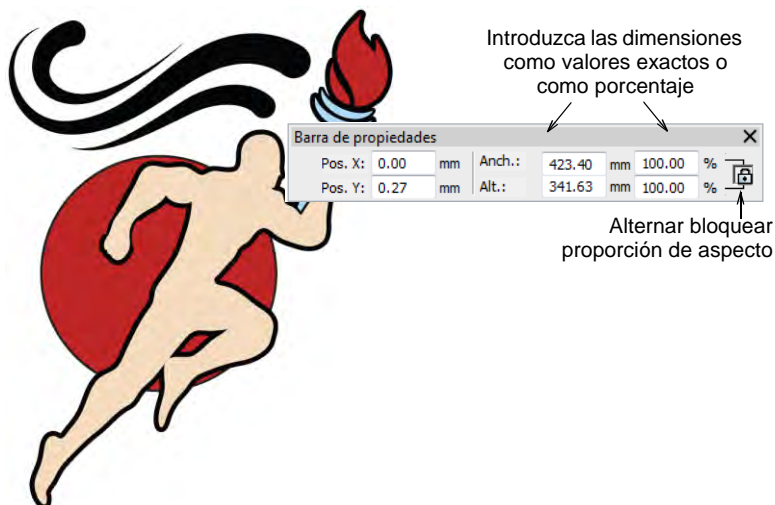 Introduzca las dimensiones
como valores exactos o
como porcentaje
Barra de propiedades
Pos. X: 0.00 mm Anch.: 423.40 mm 100.00 %
Pos. Y: 0.27 mm Alt.: 341.63 mm 100.00 %
Alternar bloquear
proporción de aspecto